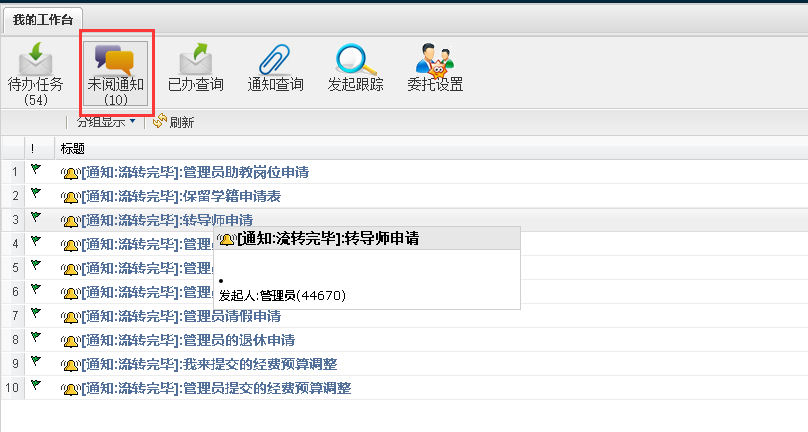 我的工作台
待办任务
(54)
未阅通知
(10)
已办查询
通知查询
发起跟踪
委托设置
分组显示
刷新
! 标题
1 [通知:流转完毕]:管理员助教岗位申请
2 [通知:流转完毕]:保留学籍申请表
3 [通知:流转完毕]:转导师申请
[通知:流转完毕]:转导师申请
发起人:管理员(44670)
4 [通知:流转完毕]:管理员
5 [通知:流转完毕]:管理员
6 [通知:流转完毕]:管理员
7 [通知:流转完毕]:管理员请假申请
8 [通知:流转完毕]:管理员的退休申请
9 [通知:流转完毕]:我来提交的经费预算调整
10 [通知:流转完毕]:管理员提交的经费预算调整